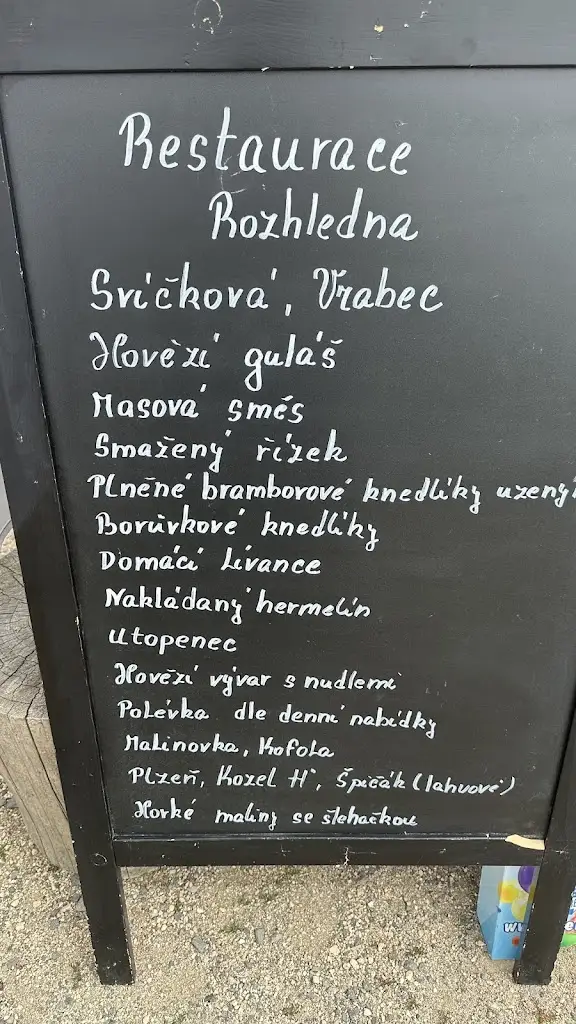 Restaurace
Rozhledna
Svíčková, Vrabec
Hovězí guláš
Masová směs
Smažený řízek
Plněné bramborové knedlíky uzený
Borůvkové knedlíky
Domácí lívance
Nakládaný hermelín
Utopenec
Hovězí vývar s nudlemi
Polévka dle denní nabídky
Malinovka, Kofola
Plzeň, Kozel 11°, Špičák (lahvové)
Horké maliny se šlehačkou